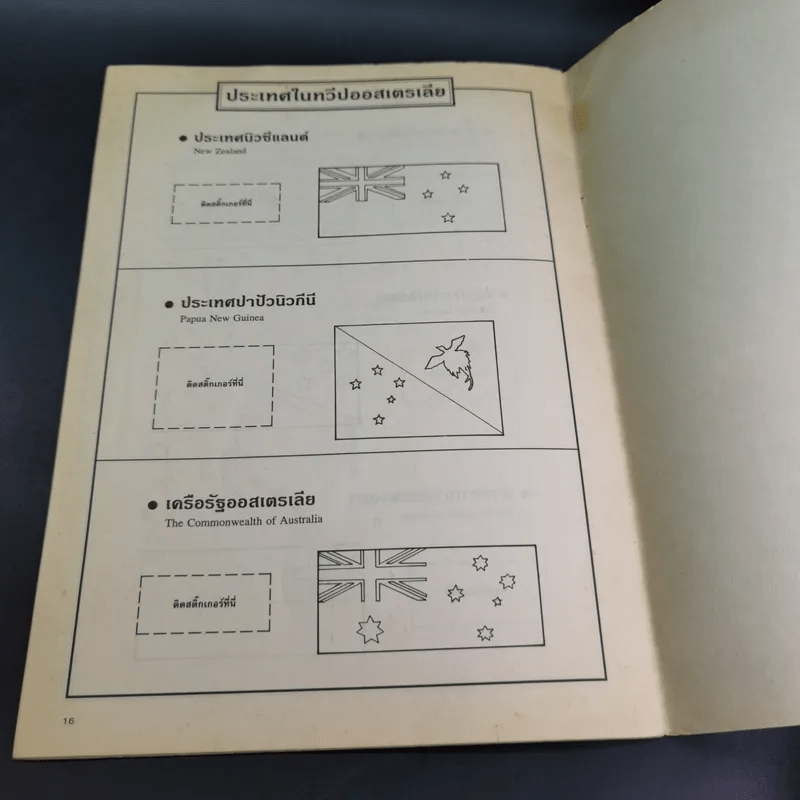 ประเทศในทวีปออสเตรเลีย
● ประเทศนิวซีแลนด์
New Zealand
ติดสติ๊กเกอร์ที่นี่
● ประเทศปาปัวนิวกีนี
Papua New Guinea
ติดสติ๊กเกอร์ที่นี่
● เครือรัฐออสเตรเลีย
The Commonwealth of Australia
ติดสติ๊กเกอร์ที่นี่
16